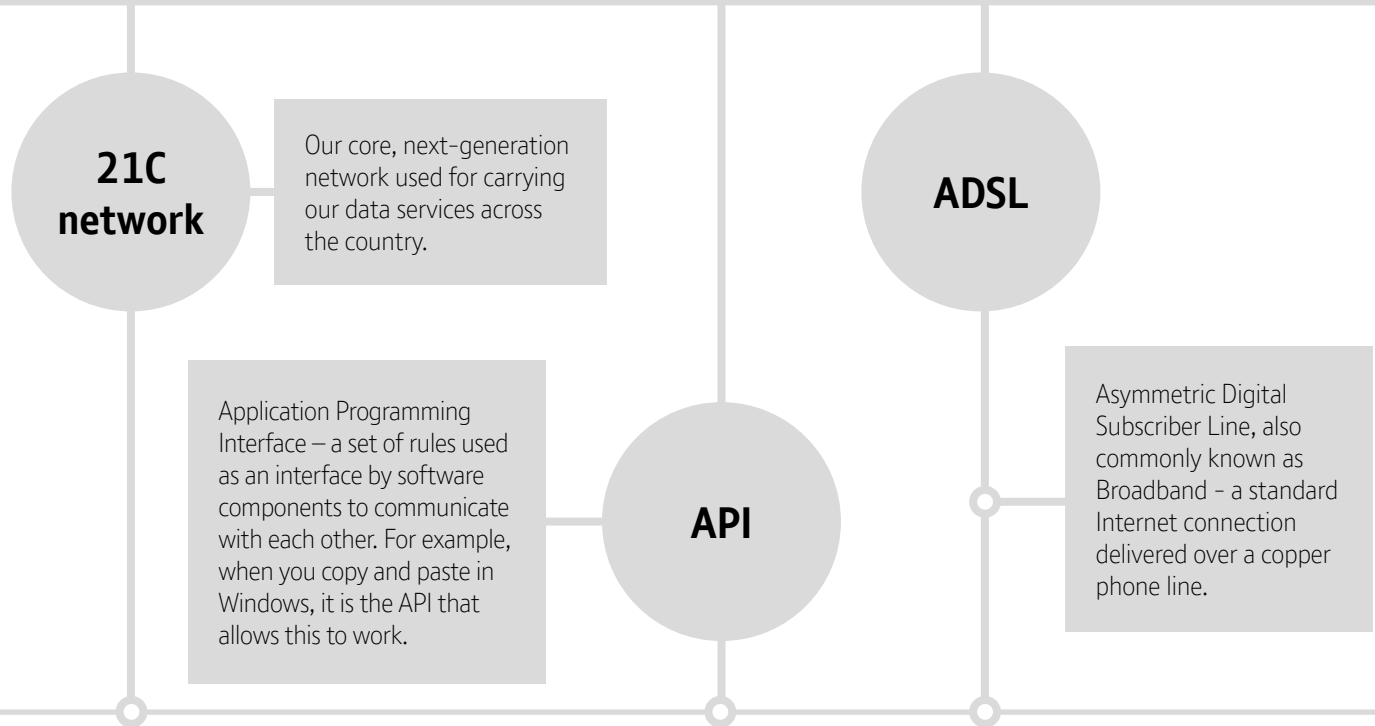 21C
network
Our core, next-generation
network used for carrying
our data services across
the country.
Application Programming
Interface – a set of rules used
as an interface by software
components to communicate
with each other. For example,
when you copy and paste in
Windows, it is the API that
allows this to work.
API
ADSL
Asymmetric Digital
Subscriber Line, also
commonly known as
Broadband - a standard
Internet connection
delivered over a copper
phone line.